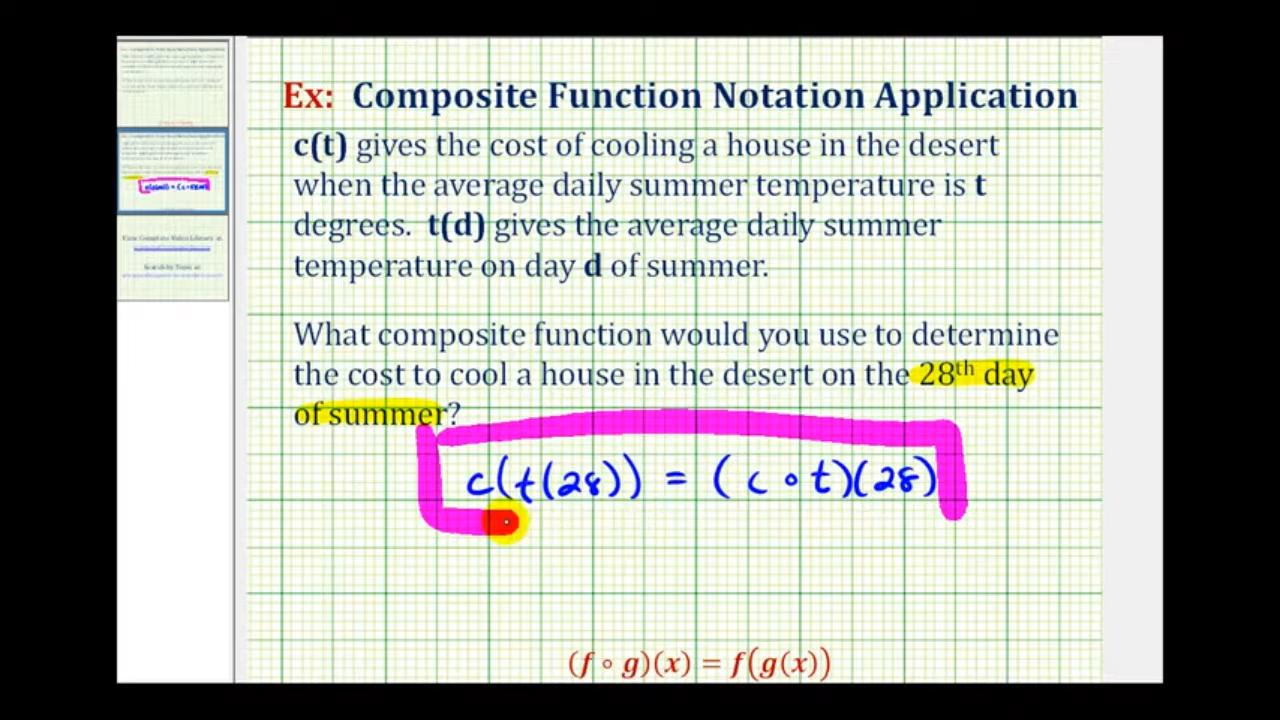 Ex: Composite Function Notation Application
c(t) gives the cost of cooling a house in the desert
when the average daily summer temperature is t
degrees. t(d) gives the average daily summer
temperature on day d of summer.
What composite function would you use to determine
the cost to cool a house in the desert on the 28th day
of summer?
c(t(28)) = (c ∘ t)(28)
(f ∘ g)(x) = f(g(x))